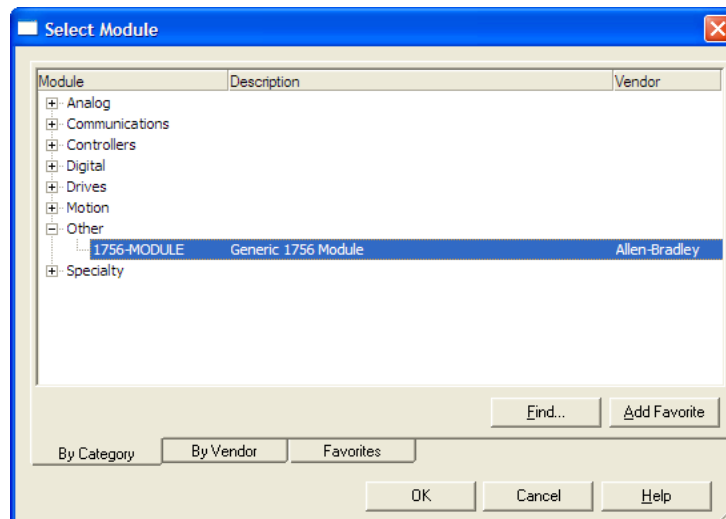 Select Module
Module Description Vendor
Analog
Communications
Controllers
Digital
Drives
Motion
Other
1756-MODULE Generic 1756 Module Allen-Bradley
Specialty
Find... Add Favorite
By Category By Vendor Favorites
OK Cancel Help